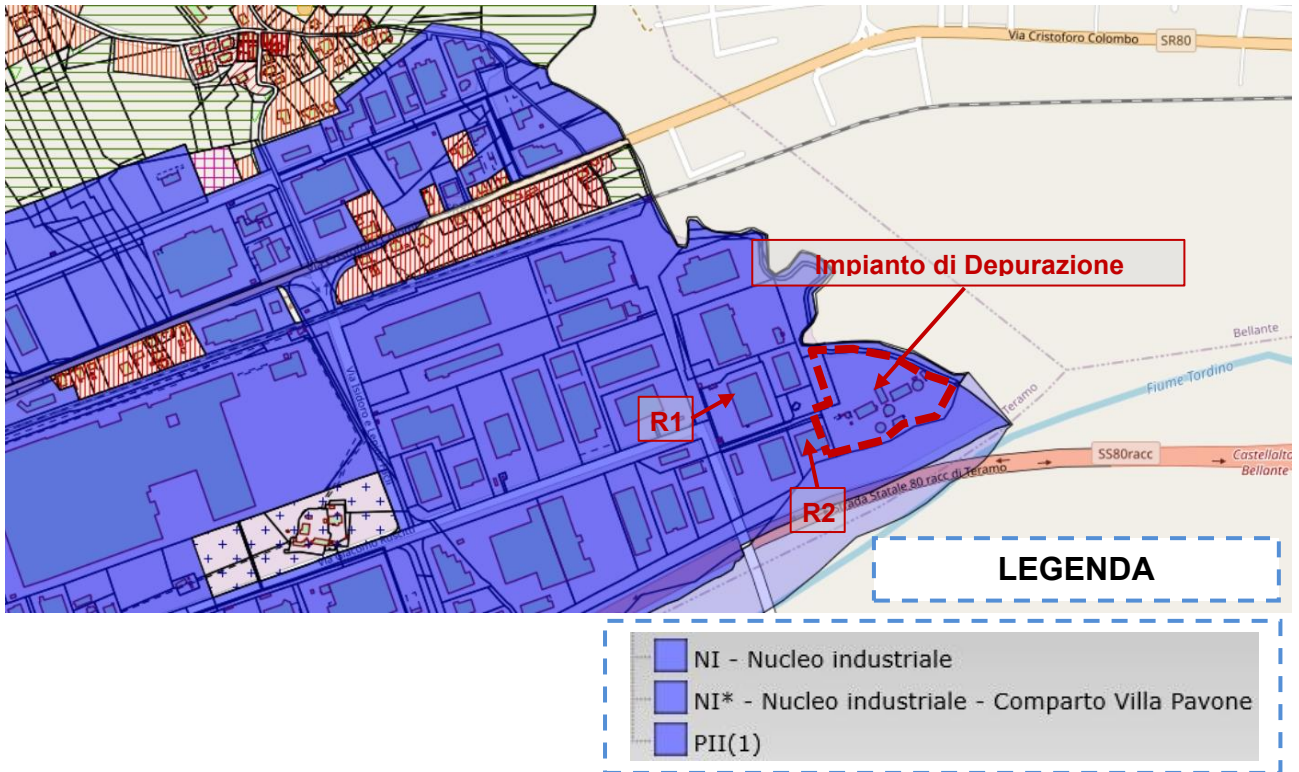 Via Cristoforo Colombo
SR80
Impianto di Depurazione
Bellante
Fiume Tordino
Teramo
R1
R2
SS80racc
Castellalto
Bellante
Strada Statale 80 racc di Teramo
LEGENDA
NI - Nucleo industriale
NI* - Nucleo industriale - Comparto Villa Pavone
PII(1)